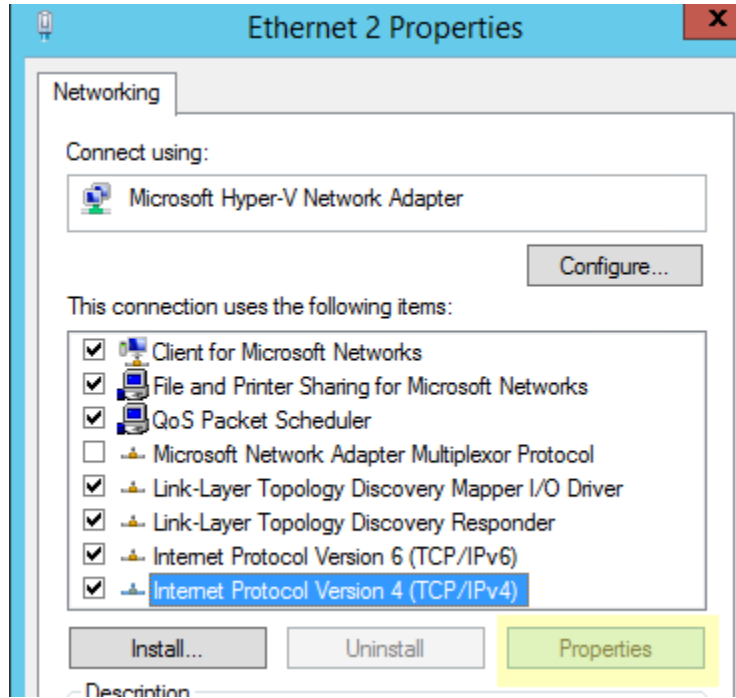 Ethernet 2 Properties
x
Networking
Connect using:
Microsoft Hyper-V Network Adapter
Configure...
This connection uses the following items:
Client for Microsoft Networks
File and Printer Sharing for Microsoft Networks
QoS Packet Scheduler
Microsoft Network Adapter Multiplexor Protocol
Link-Layer Topology Discovery Mapper I/O Driver
Link-Layer Topology Discovery Responder
Internet Protocol Version 6 (TCP/IPv6)
Internet Protocol Version 4 (TCP/IPv4)
Install... Uninstall Properties
Description